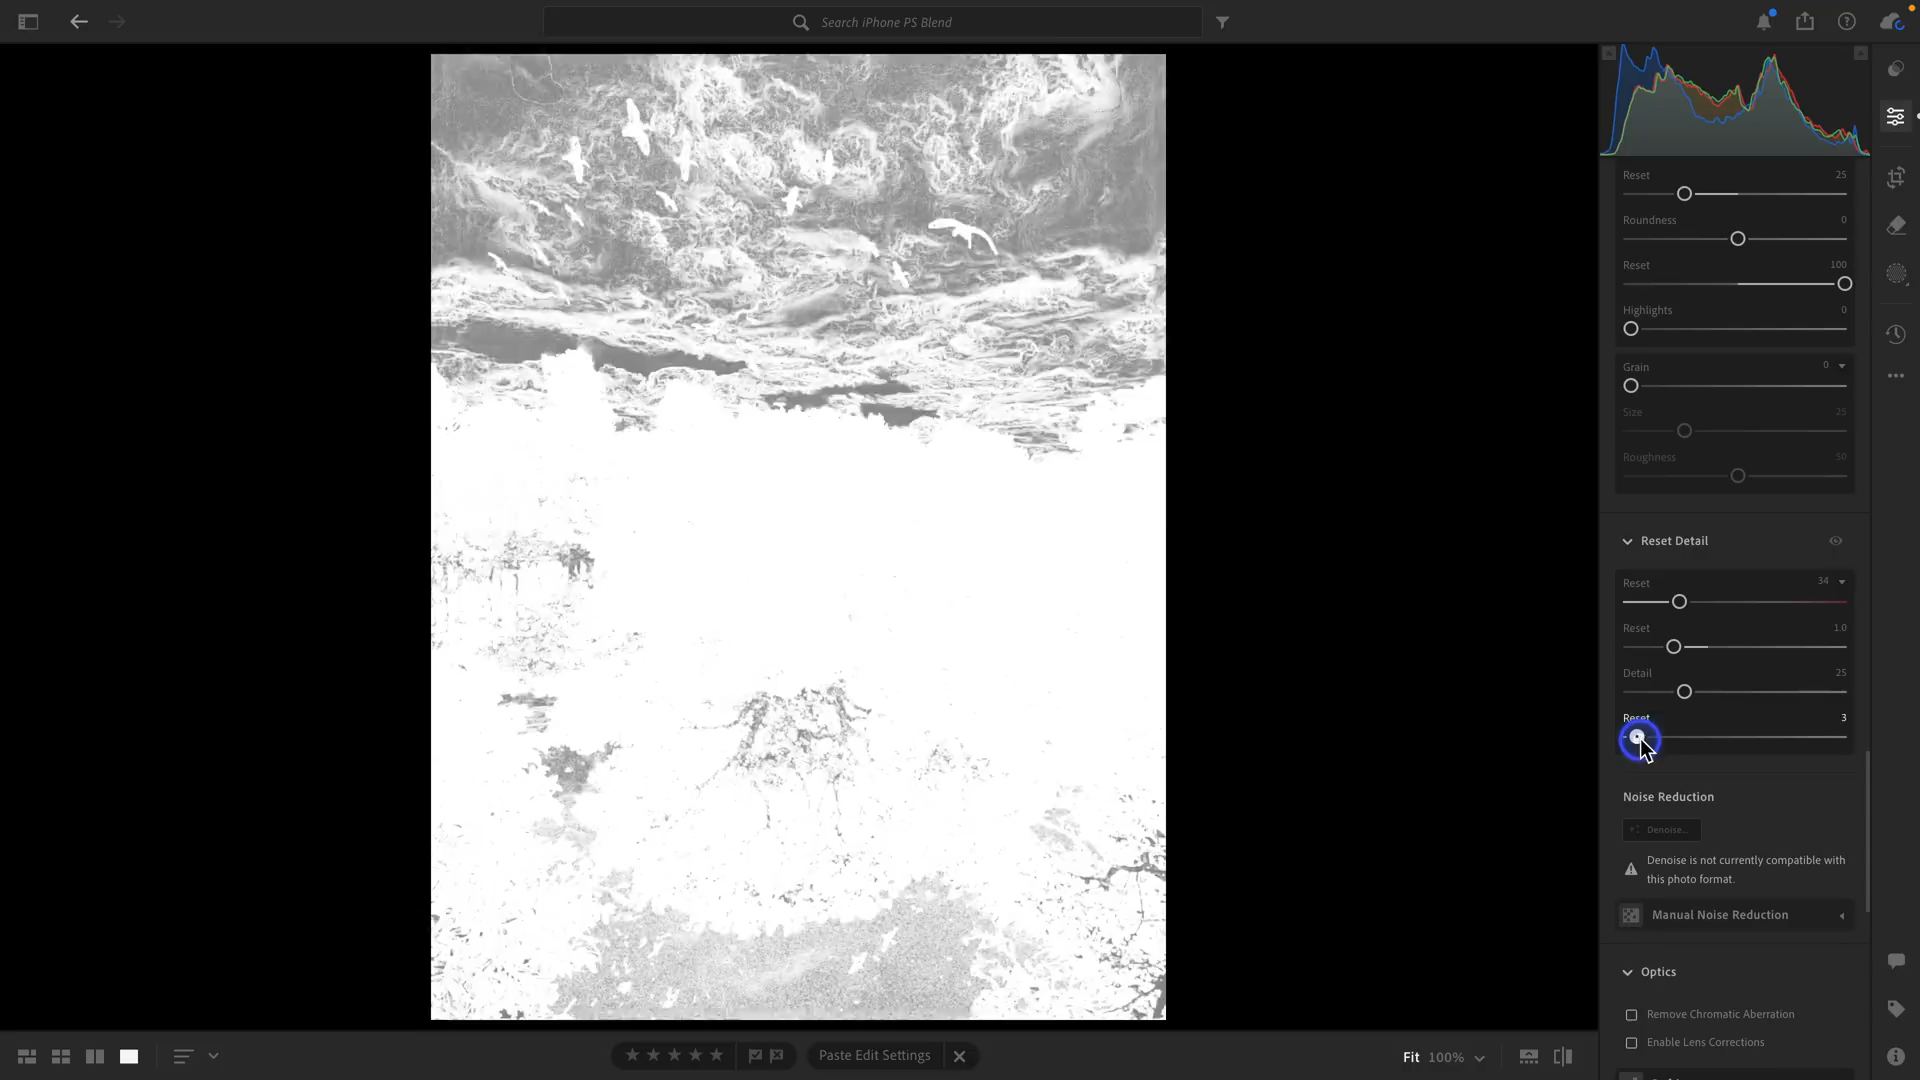 Search iPhone PS Blend
Reset 25
Roundness 0
Reset 100
Highlights 0
Grain 0
Size 25
Roughness 50
Reset Detail
Reset 34
Reset 1.0
Detail 25
Reset 3
Noise Reduction
Denoise...
Denoise is not currently compatible with
this photo format.
Manual Noise Reduction
Optics
Remove Chromatic Aberration
Enable Lens Corrections
Paste Edit Settings
Fit 100%